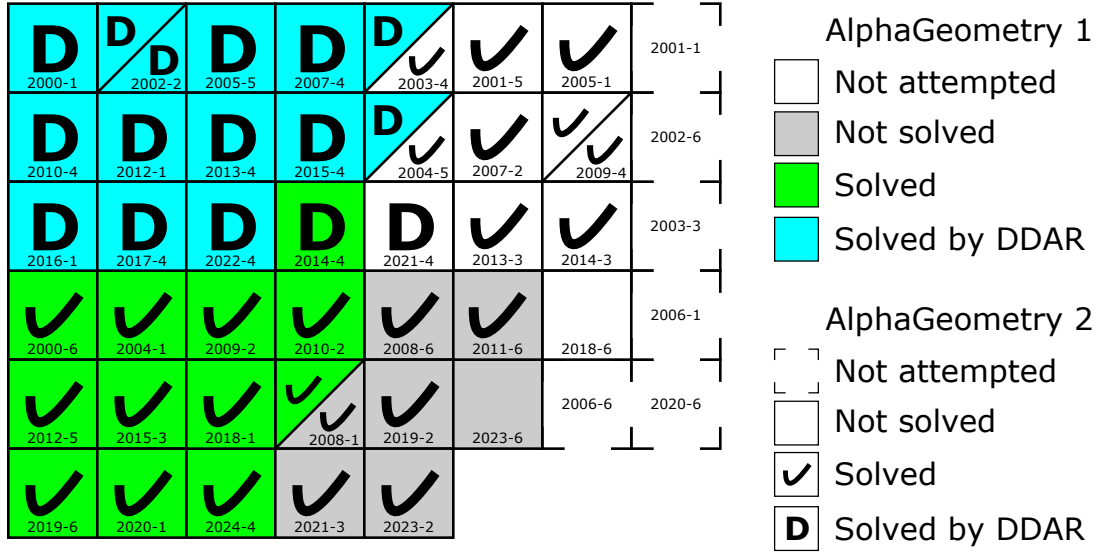 D D D D D D
2000-1 2002-2 2005-5 2007-4 2003-4 2001-5 2005-1 2001-1
D D D D D
2010-4 2012-1 2013-4 2015-4 2004-5 2007-2 2009-4 2002-6
D D D D D
2016-1 2017-4 2022-4 2014-4 2021-4 2013-3 2014-3 2003-3
2000-6 2004-1 2009-2 2010-2 2008-6 2011-6 2018-6 2006-1
2012-5 2015-3 2018-1 2008-1 2019-2 2023-6 2006-6 2020-6
2019-6 2020-1 2024-4 2021-3 2023-2
AlphaGeometry 1
Not attempted
Not solved
Solved
Solved by DDAR
AlphaGeometry 2
Not attempted
Not solved
Solved
D Solved by DDAR